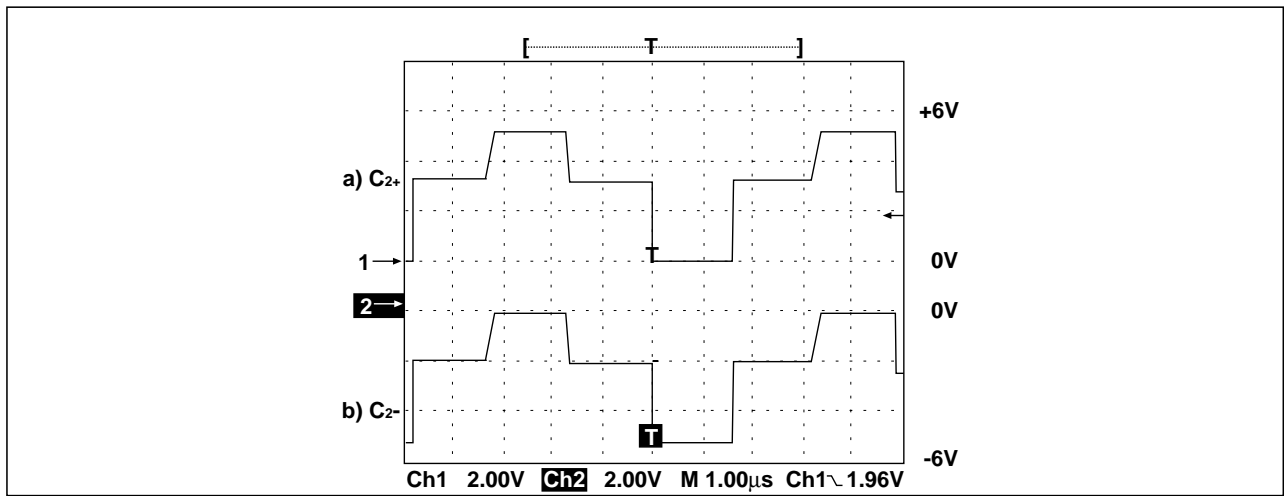 [ T ]
+6V
a) C2+
T
1
0V
2
0V
b) C2-
T
-6V
Ch1 2.00V Ch2 2.00V M 1.00µs Ch1 1.96V